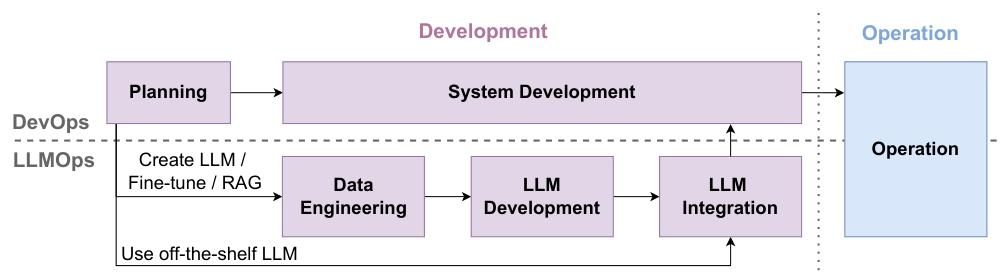 Development
Operation
Planning
System Development
DevOps
LLMOps
Operation
Create LLM /
Fine-tune / RAG
Data
Engineering
LLM
Development
LLM
Integration
Use off-the-shelf LLM